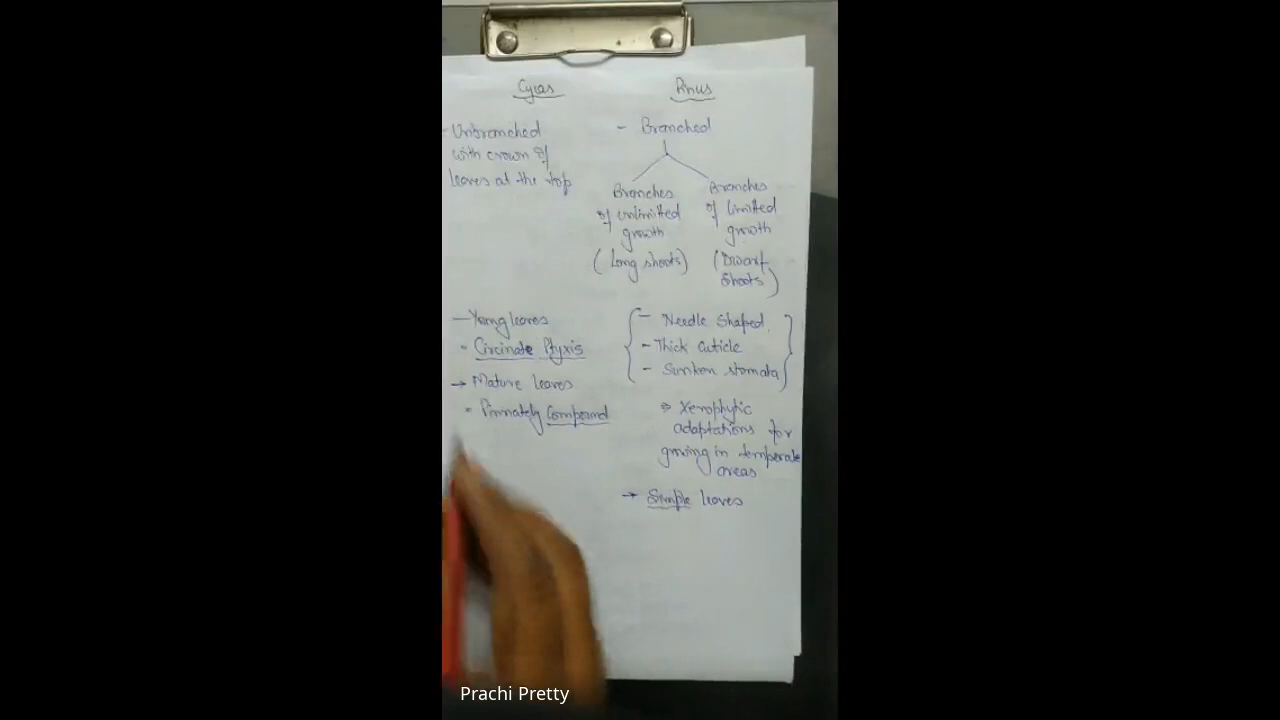 Cycas
Pinus
- Unbranched
with crown of
leaves at the top
- Branched
Branches
of unlimitted
growth
(Long shoots)
Branches
of limitted
growth
(Dwarf
Shoots)
- Young leaves
- Circinate Ptyxis
→ Mature leaves
- Pinnately Compound
- Needle Shaped
- Thick Cuticle
- Sunken stomata
⇒ Xerophytic
adaptations for
growing in temperate
areas
→ Simple leaves
Prachi Pretty